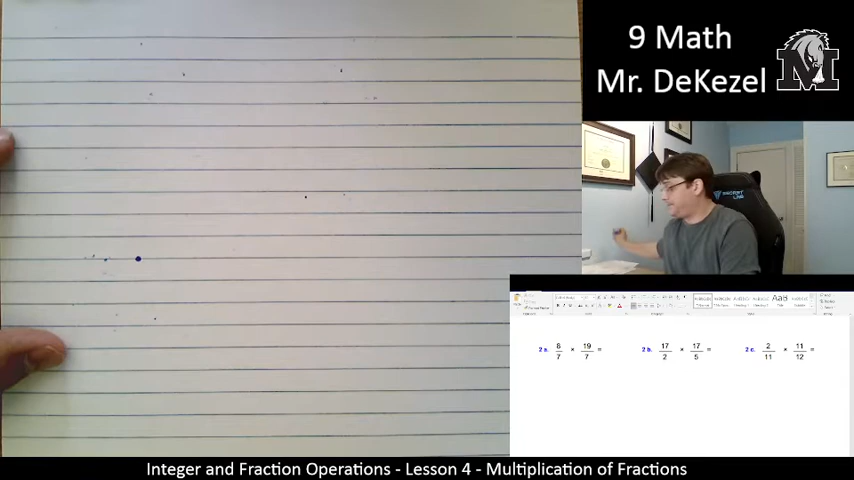 9 Math
Mr. DeKezel
M
2 a. 8/7 × 19/7 =
2 b. 17/2 × 17/5 =
2 c. 2/11 × 11/12 =
Integer and Fraction Operations - Lesson 4 - Multiplication of Fractions